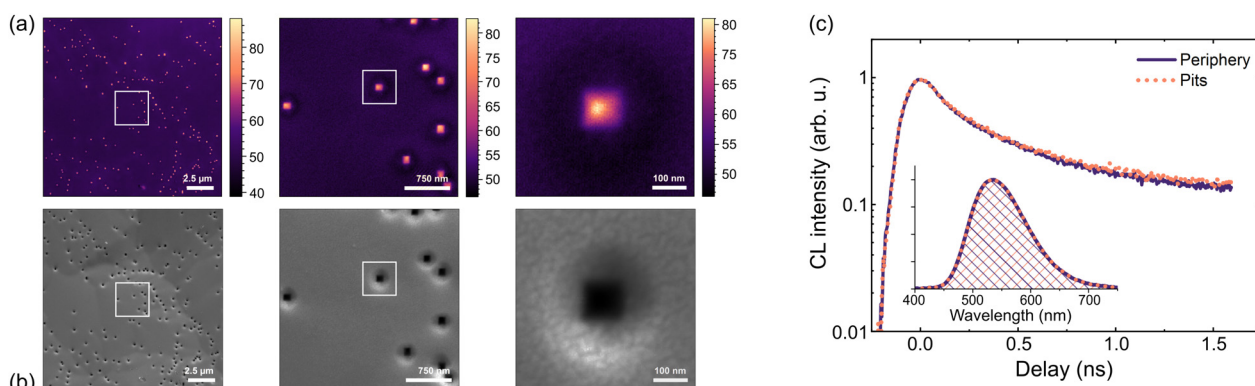 (a)
80
70
60
50
40
2.5 µm
80
75
70
65
60
55
50
750 nm
80
75
70
65
60
55
50
100 nm
(b)
2.5 µm
750 nm
100 nm
(c)
CL intensity (arb. u.)
1
0.1
0.01
Periphery
Pits
400 500 600 700
Wavelength (nm)
0.0 0.5 1.0 1.5
Delay (ns)